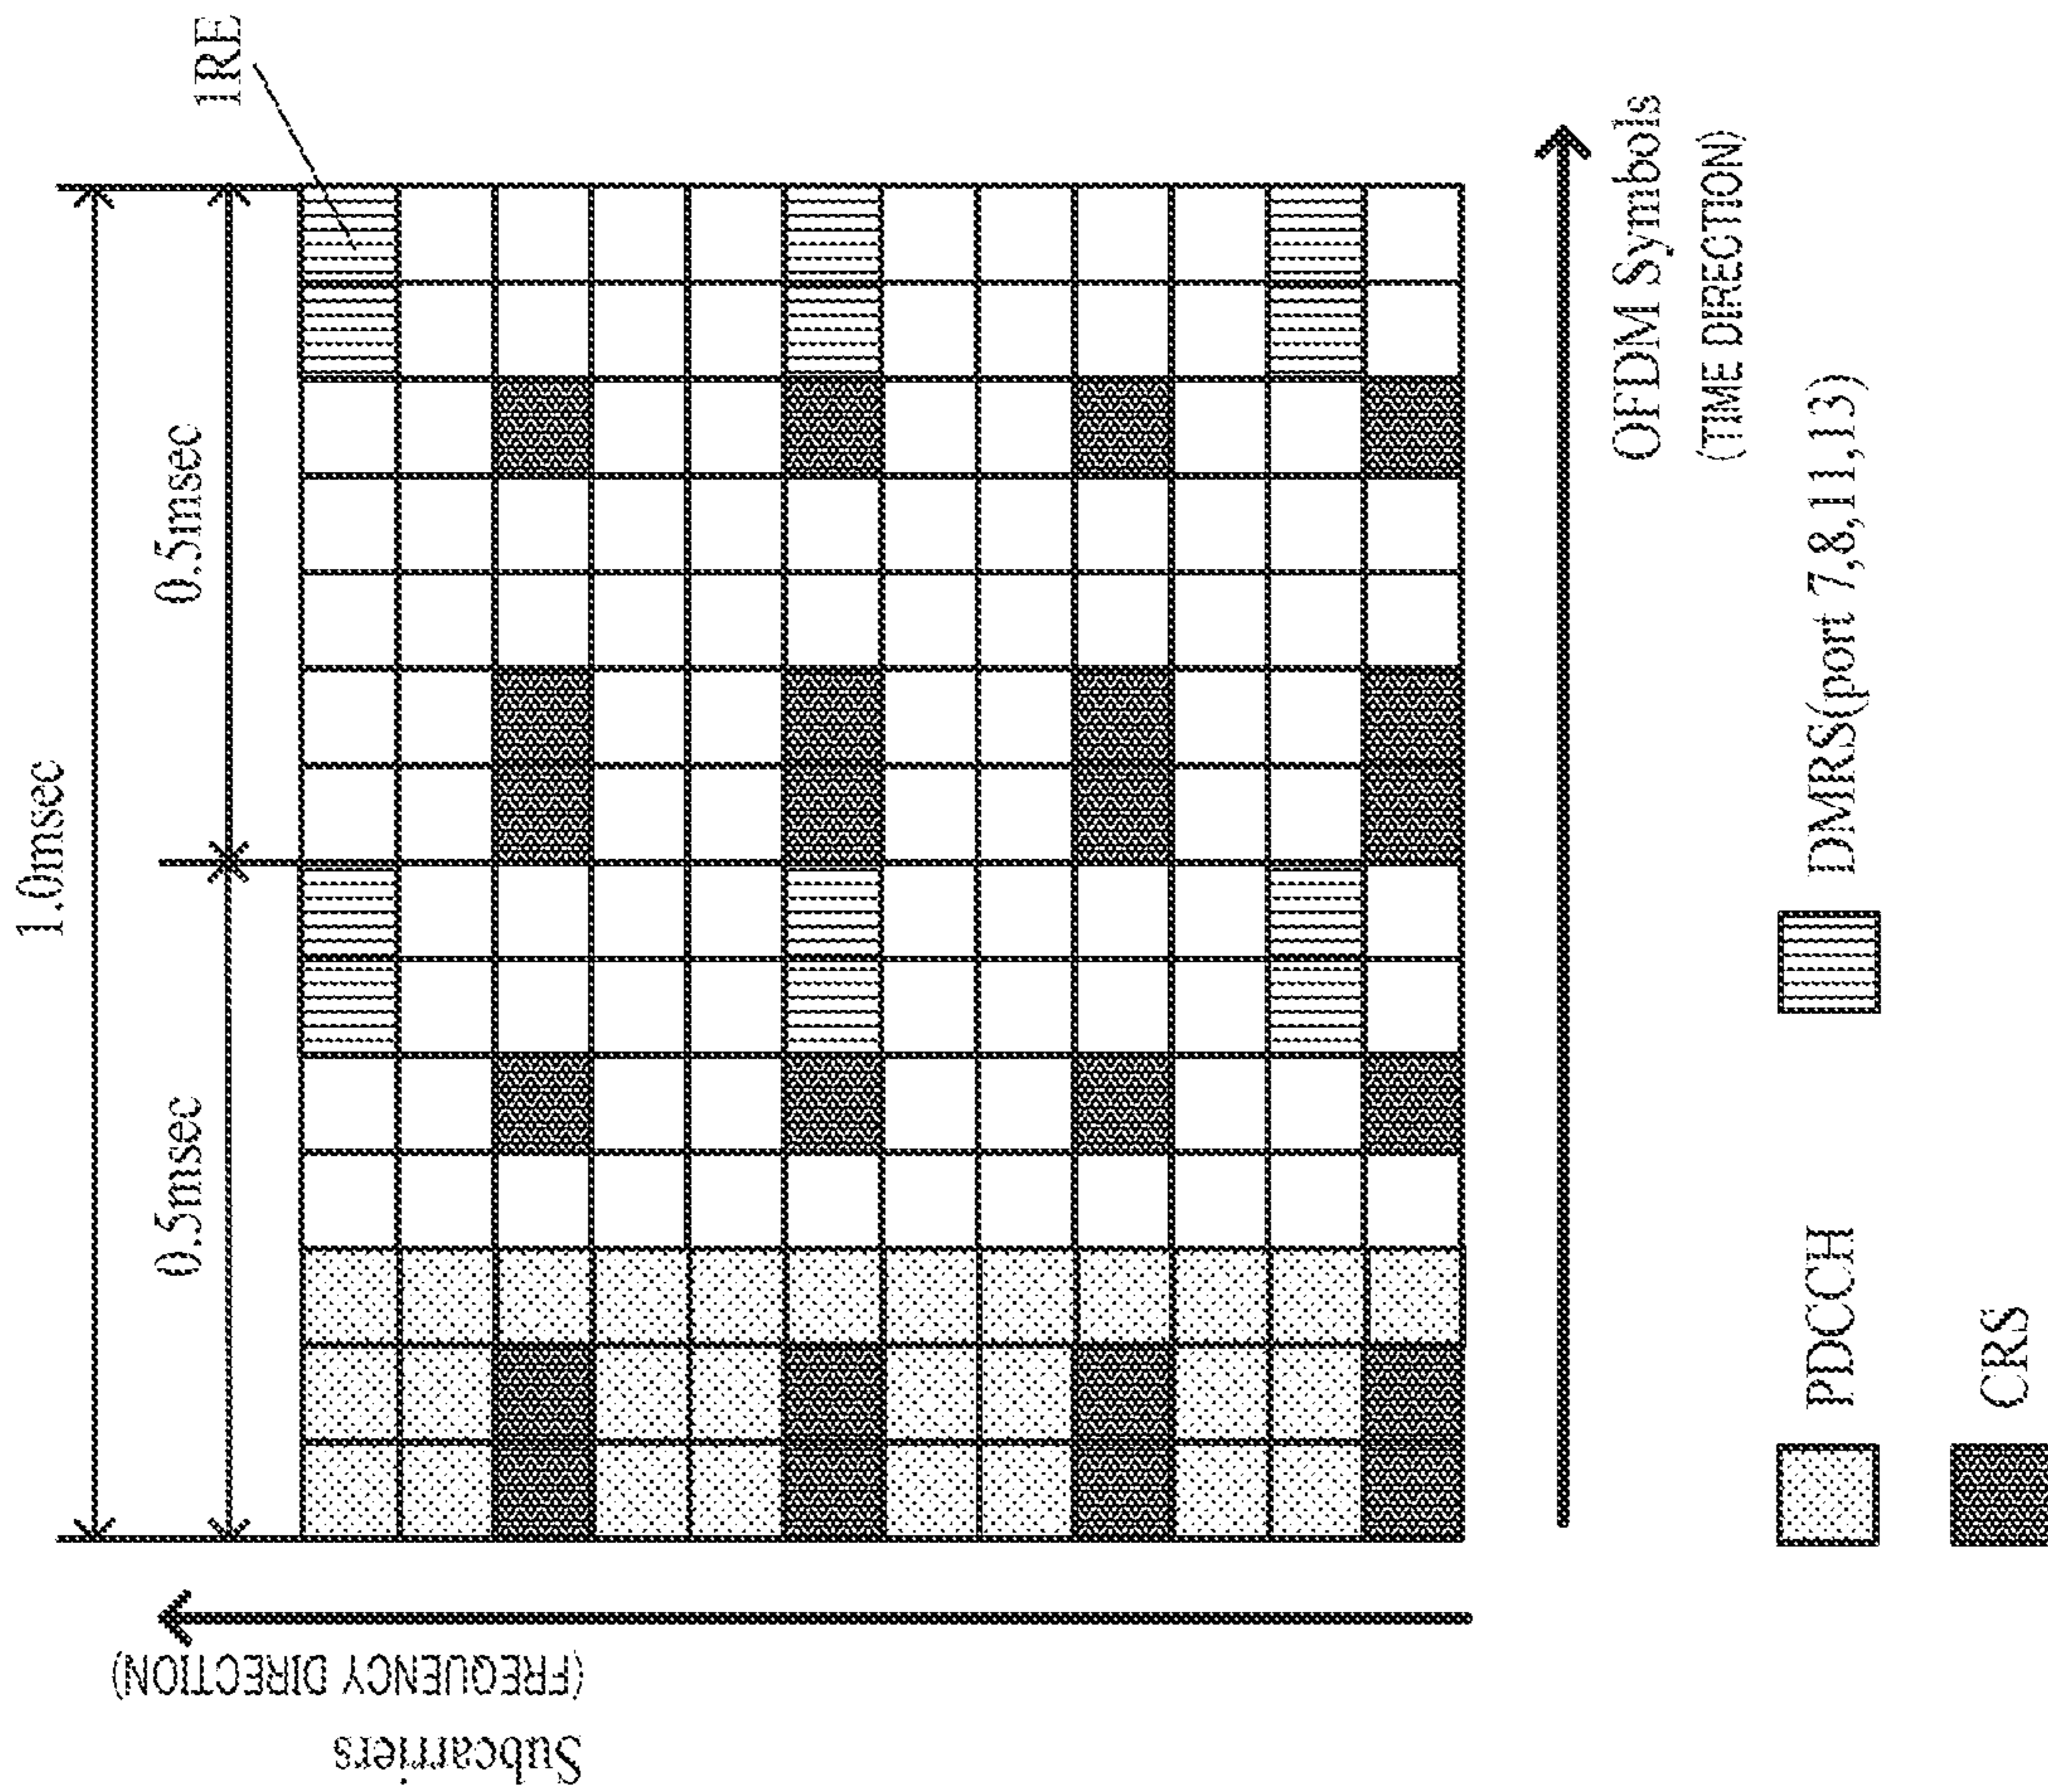 1.0msec
0.5msec
0.5msec
1RE
Subcarriers
(FREQUENCY DIRECTION)
OFDM Symbols
(TIME DIRECTION)
PDCCH
DMRS(port 7,8,11,13)
CRS